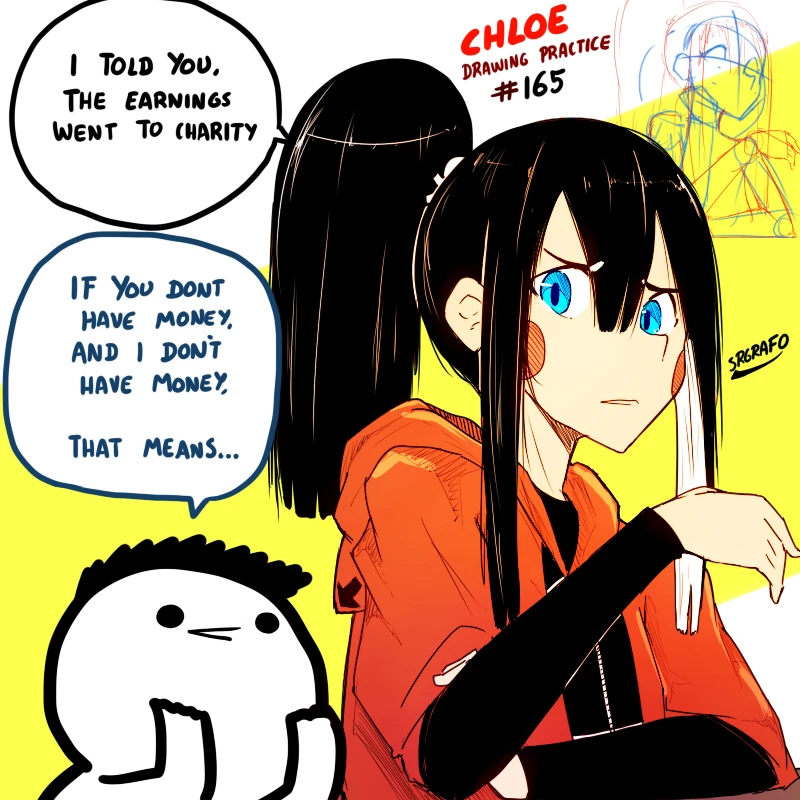 I TOLD YOU,
THE EARNINGS
WENT TO CHARITY
CHLOE
DRAWING PRACTICE
#165
IF YOU DONT
HAVE MONEY,
AND I DON'T
HAVE MONEY,
THAT MEANS...
SRGRAFO